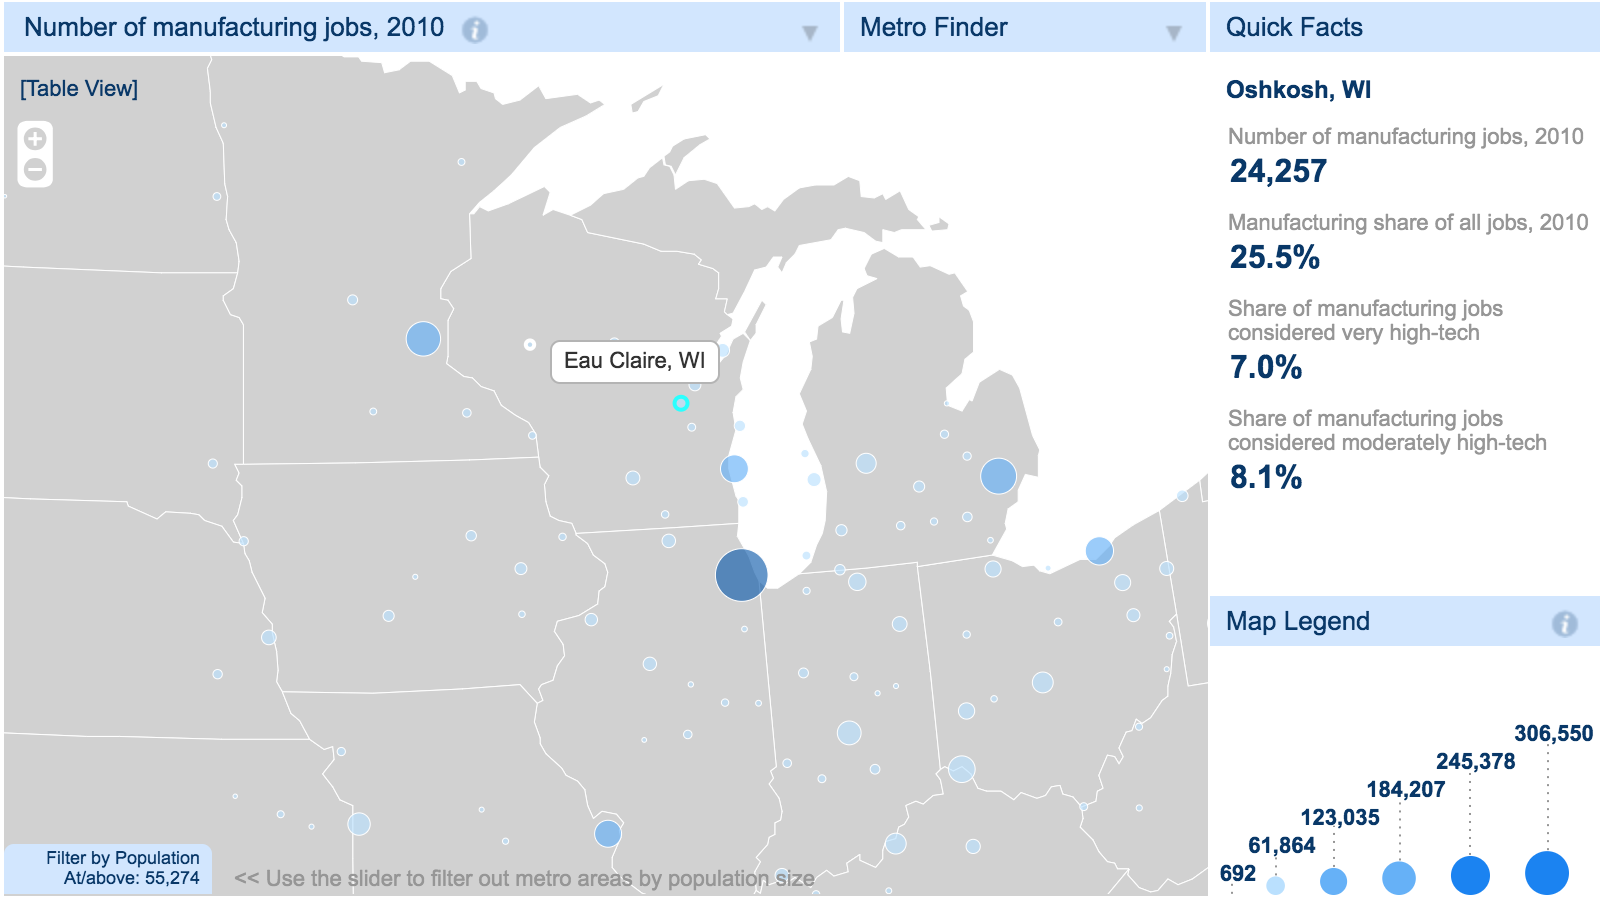 Number of manufacturing jobs, 2010
Metro Finder
Quick Facts
[Table View]
Eau Claire, WI
Filter by Population
At/above: 55,274
<< Use the slider to filter out metro areas by population size
Oshkosh, WI
Number of manufacturing jobs, 2010
24,257
Manufacturing share of all jobs, 2010
25.5%
Share of manufacturing jobs
considered very high-tech
7.0%
Share of manufacturing jobs
considered moderately high-tech
8.1%
Map Legend
306,550
245,378
184,207
123,035
61,864
692